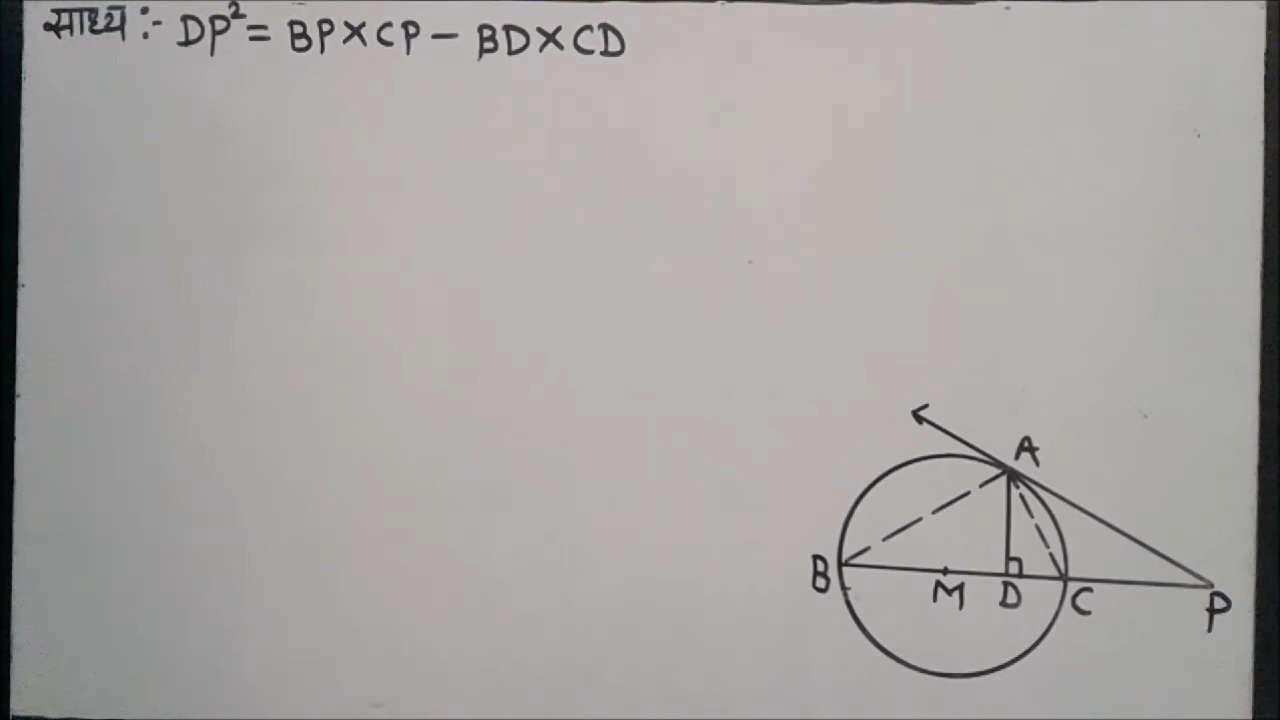 साध्य :- DP² = BP×CP - BD×CD
A
B M D C P